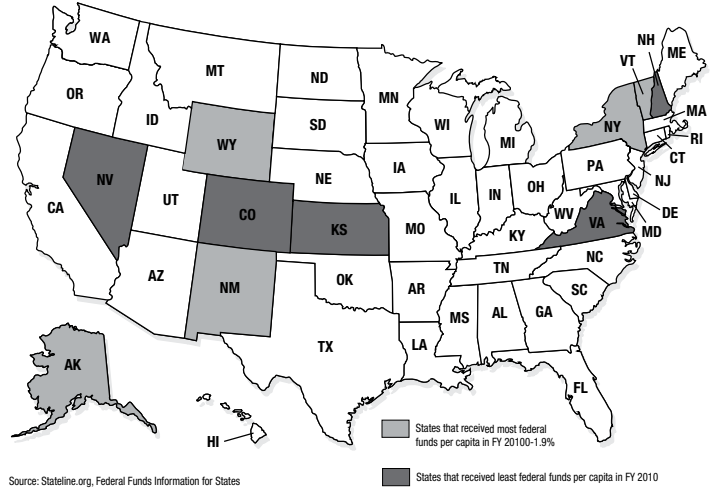 WA
OR
CA
NV
ID
MT
WY
UT
AZ
CO
NM
ND
SD
NE
KS
OK
TX
MN
IA
MO
AR
LA
WI
IL
MI
IN
OH
KY
TN
MS
AL
GA
FL
SC
NC
VA
WV
PA
NY
VT
NH
ME
MA
RI
CT
NJ
DE
MD
AK
HI
States that received most federal
funds per capita in FY 20100-1.9%
States that received least federal funds per capita in FY 2010
Source: Stateline.org, Federal Funds Information for States